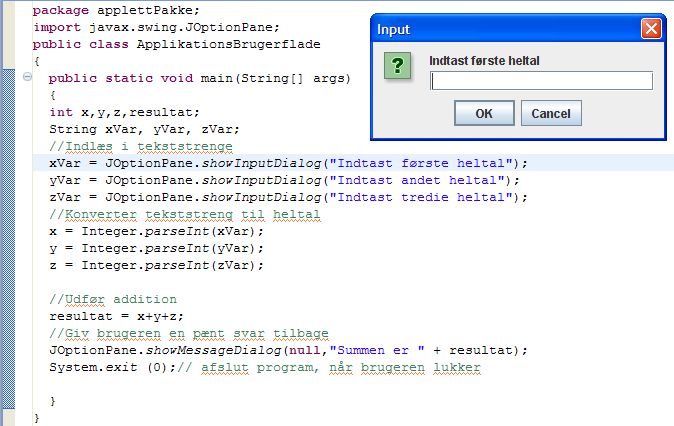 package applettPakke;
import javax.swing.JOptionPane;
public class ApplikationsBrugerflade
{
public static void main(String[] args)
{
int x,y,z,resultat;
String xVar, yVar, zVar;
//Indlæs i tekststrenge
xVar = JOptionPane.showInputDialog("Indtast første heltal");
yVar = JOptionPane.showInputDialog("Indtast andet heltal");
zVar = JOptionPane.showInputDialog("Indtast tredie heltal");
//Konverter tekststreng til heltal
x = Integer.parseInt(xVar);
y = Integer.parseInt(yVar);
z = Integer.parseInt(zVar);
//Udfør addition
resultat = x+y+z;
//Giv brugeren en pænt svar tilbage
JOptionPane.showMessageDialog(null,"Summen er " + resultat);
System.exit (0);// afslut program, når brugeren lukker
}
}
Input
Indtast første heltal
?
OK Cancel